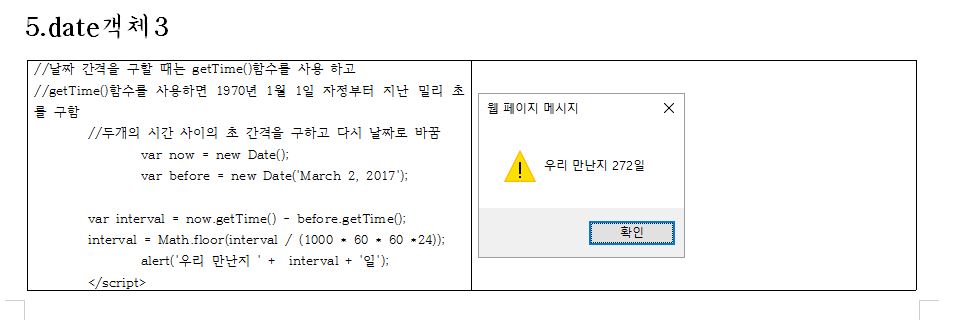 5.date객체3
//날짜 간격을 구할 때는 getTime()함수를 사용 하고
//getTime()함수를 사용하면 1970년 1월 1일 자정부터 지난 밀리 초
를 구함
//두개의 시간 사이의 초 간격을 구하고 다시 날짜로 바꿈
var now = new Date();
var before = new Date('March 2, 2017');
var interval = now.getTime() - before.getTime();
interval = Math.floor(interval / (1000 * 60 * 60 *24));
alert('우리 만난지 ' + interval + '일');
</script>
웹 페이지 메시지
우리 만난지 272일
확인